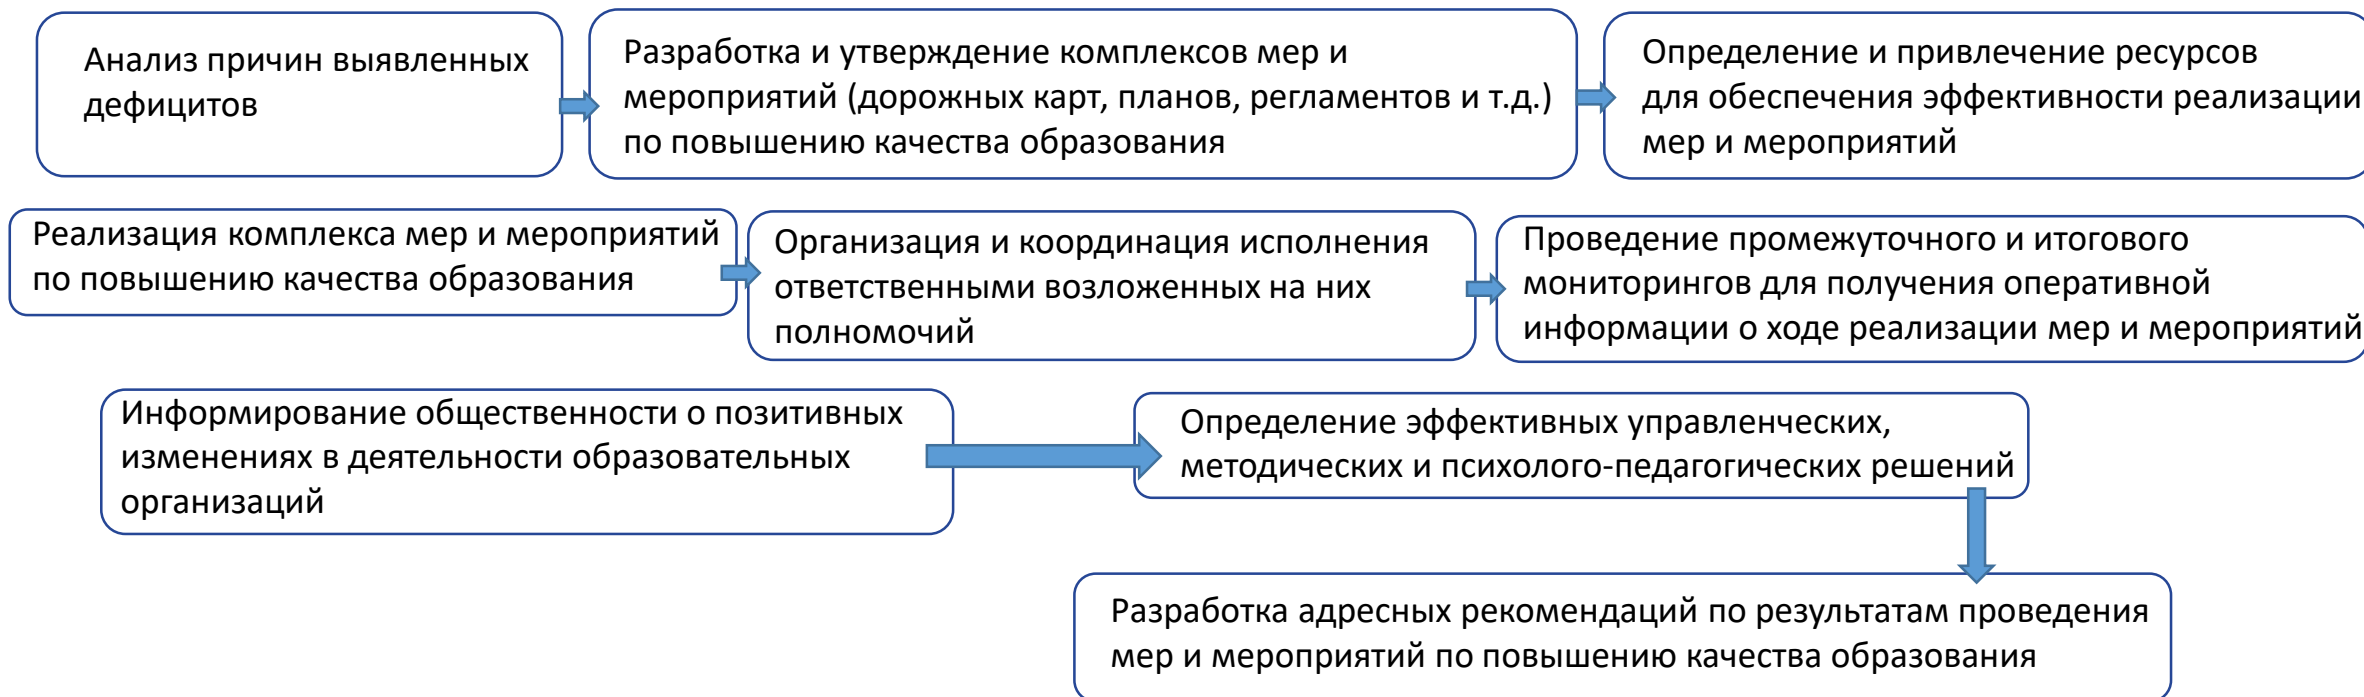 Анализ причин выявленных
дефицитов
Разработка и утверждение комплексов мер и
мероприятий (дорожных карт, планов, регламентов и т.д.)
по повышению качества образования
Определение и привлечение ресурсов
для обеспечения эффективности реализации
мер и мероприятий
Реализация комплекса мер и мероприятий
по повышению качества образования
Организация и координация исполнения
ответственными возложенных на них
полномочий
Проведение промежуточного и итогового
мониторингов для получения оперативной
информации о ходе реализации мер и мероприятий
Информирование общественности о позитивных
изменениях в деятельности образовательных
организаций
Определение эффективных управленческих,
методических и психолого-педагогических решений
Разработка адресных рекомендаций по результатам проведения
мер и мероприятий по повышению качества образования